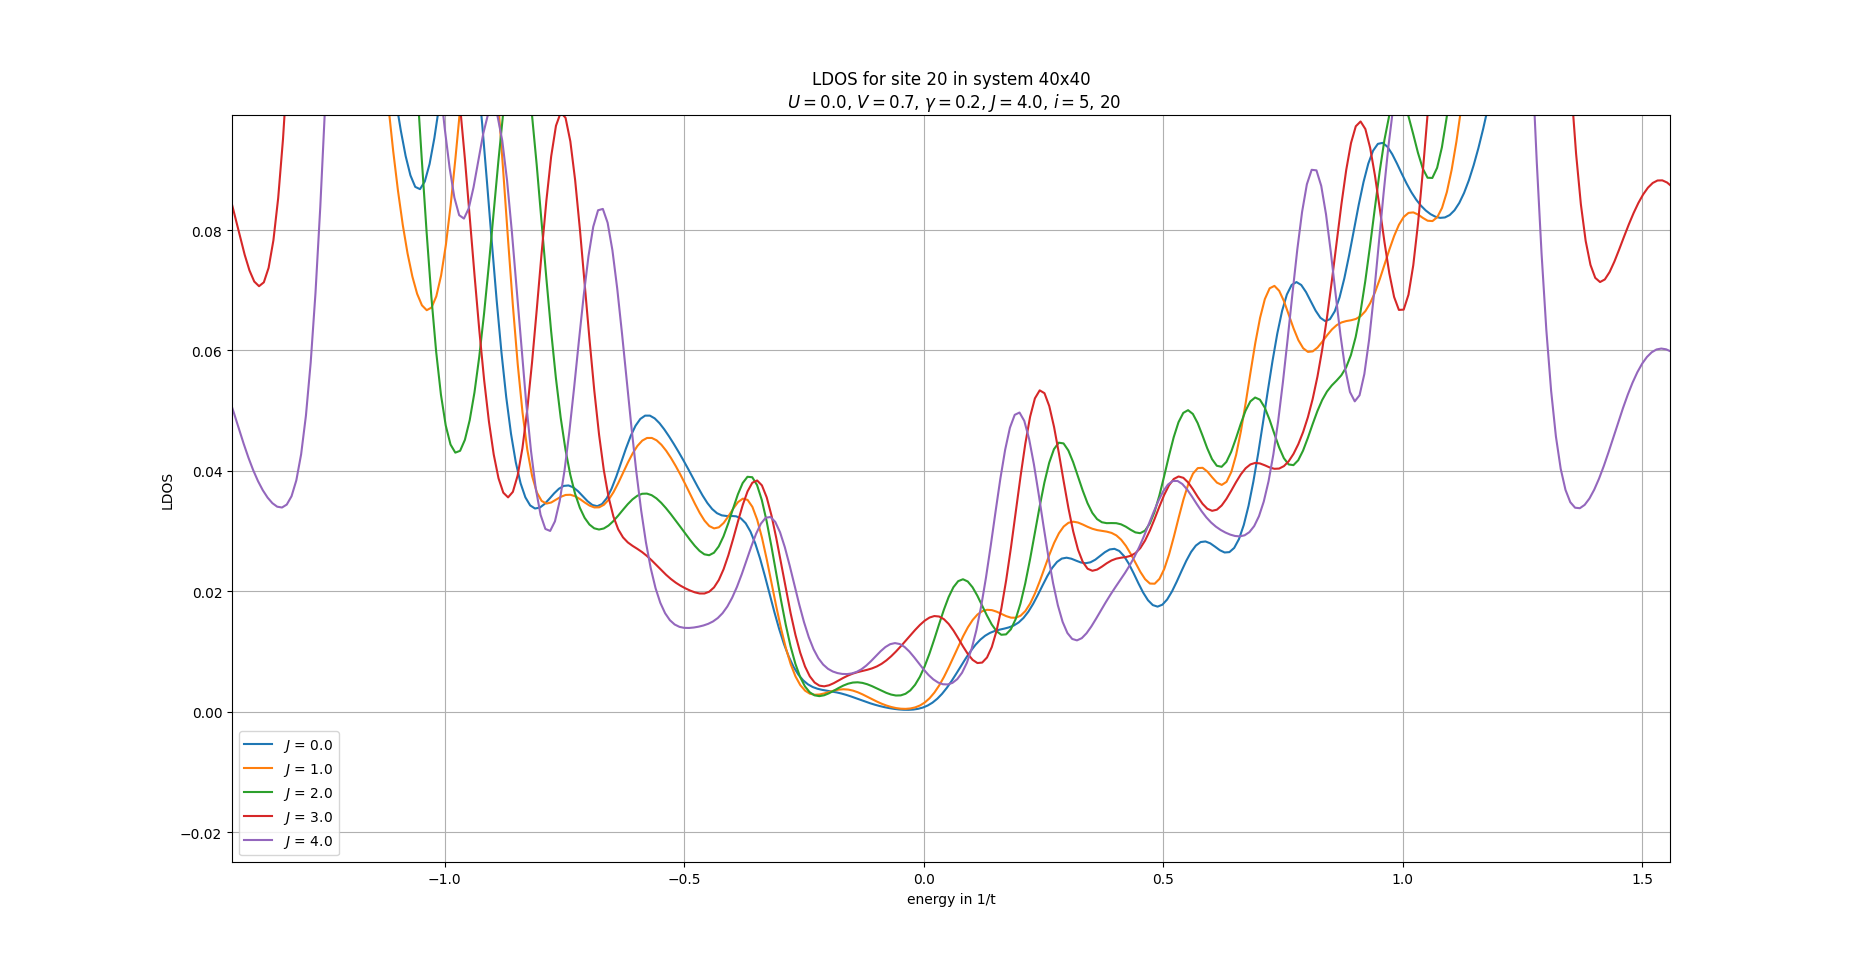 LDOS for site 20 in system 40x40
U = 0.0, V = 0.7, γ = 0.2, J = 4.0, i = 5, 20
LDOS
0.08
0.06
0.04
0.02
0.00
−0.02
J = 0.0
J = 1.0
J = 2.0
J = 3.0
J = 4.0
−1.0 −0.5 0.0 0.5 1.0 1.5
energy in 1/t